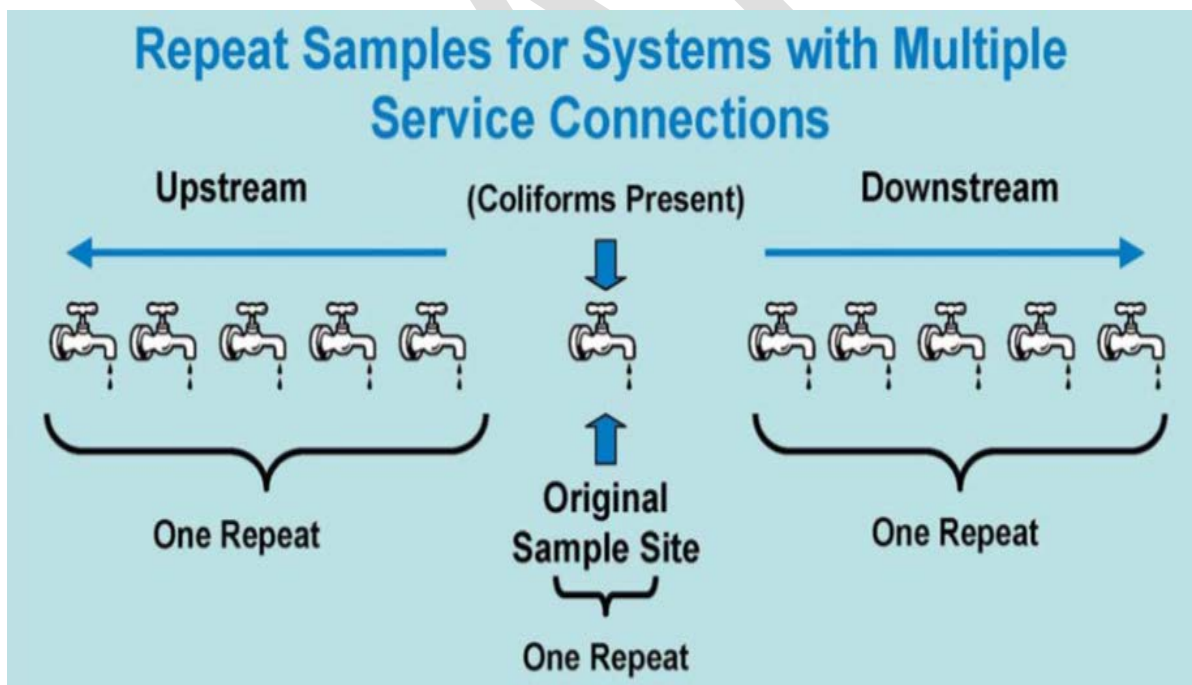 Repeat Samples for Systems with Multiple
Service Connections
Upstream
(Coliforms Present)
Downstream
One Repeat
Original
Sample Site
One Repeat
One Repeat